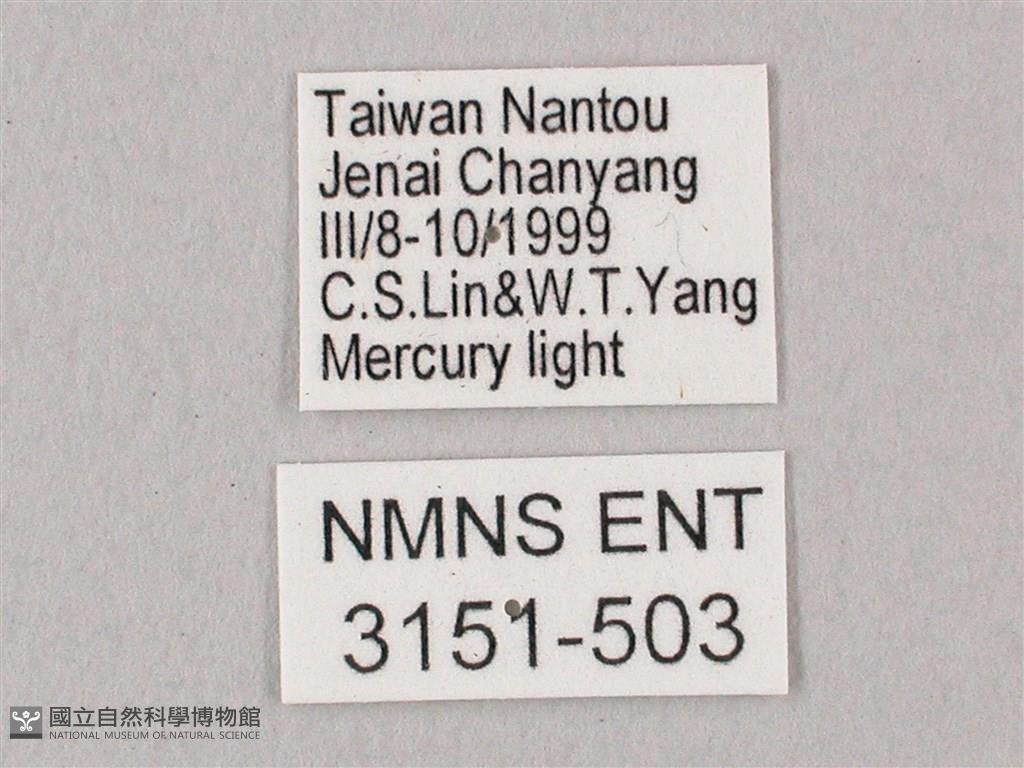 Taiwan Nantou
Jenai Chanyang
III/8-10/1999
C.S.Lin&W.T.Yang
Mercury light
NMNS ENT
3151-503
國立自然科學博物館
NATIONAL MUSEUM OF NATURAL SCIENCE